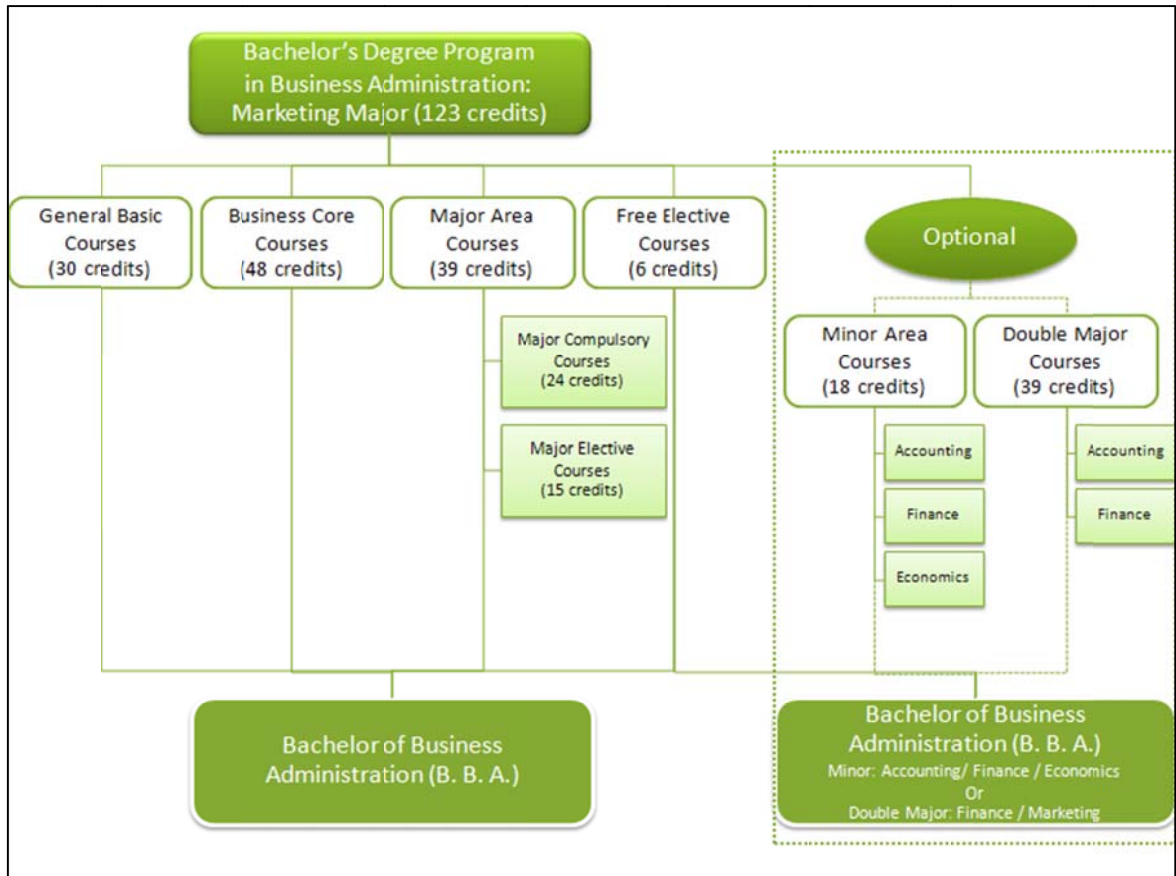 Bachelor's Degree Program
in Business Administration:
Marketing Major (123 credits)
General Basic
Courses
(30 credits)
Business Core
Courses
(48 credits)
Major Area
Courses
(39 credits)
Free Elective
Courses
(6 credits)
Optional
Major Compulsory
Courses
(24 credits)
Major Elective
Courses
(15 credits)
Minor Area
Courses
(18 credits)
Double Major
Courses
(39 credits)
Accounting
Finance
Economics
Accounting
Finance
Bachelor of Business
Administration (B. B. A.)
Bachelor of Business
Administration (B. B. A.)
Minor: Accounting/ Finance / Economics
Or
Double Major: Finance / Marketing